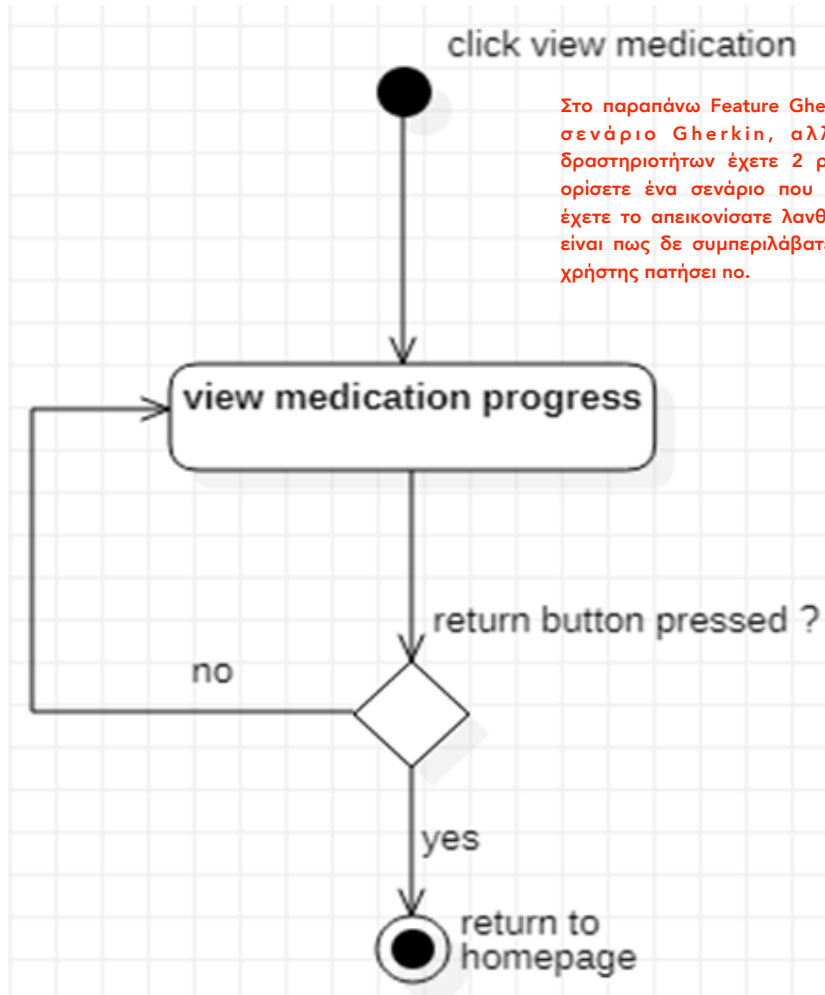 click view medication
Στο παραπάνω Feature
σενάριο Gherkin,
δραστηριοτήτων έχετε 2
ορίσετε ένα σενάριο που
έχετε το απεικονίσατε
είναι πως δε
χρήστης πατήσει no.
view medication progress
return button pressed ?
no
yes
return to
homepage